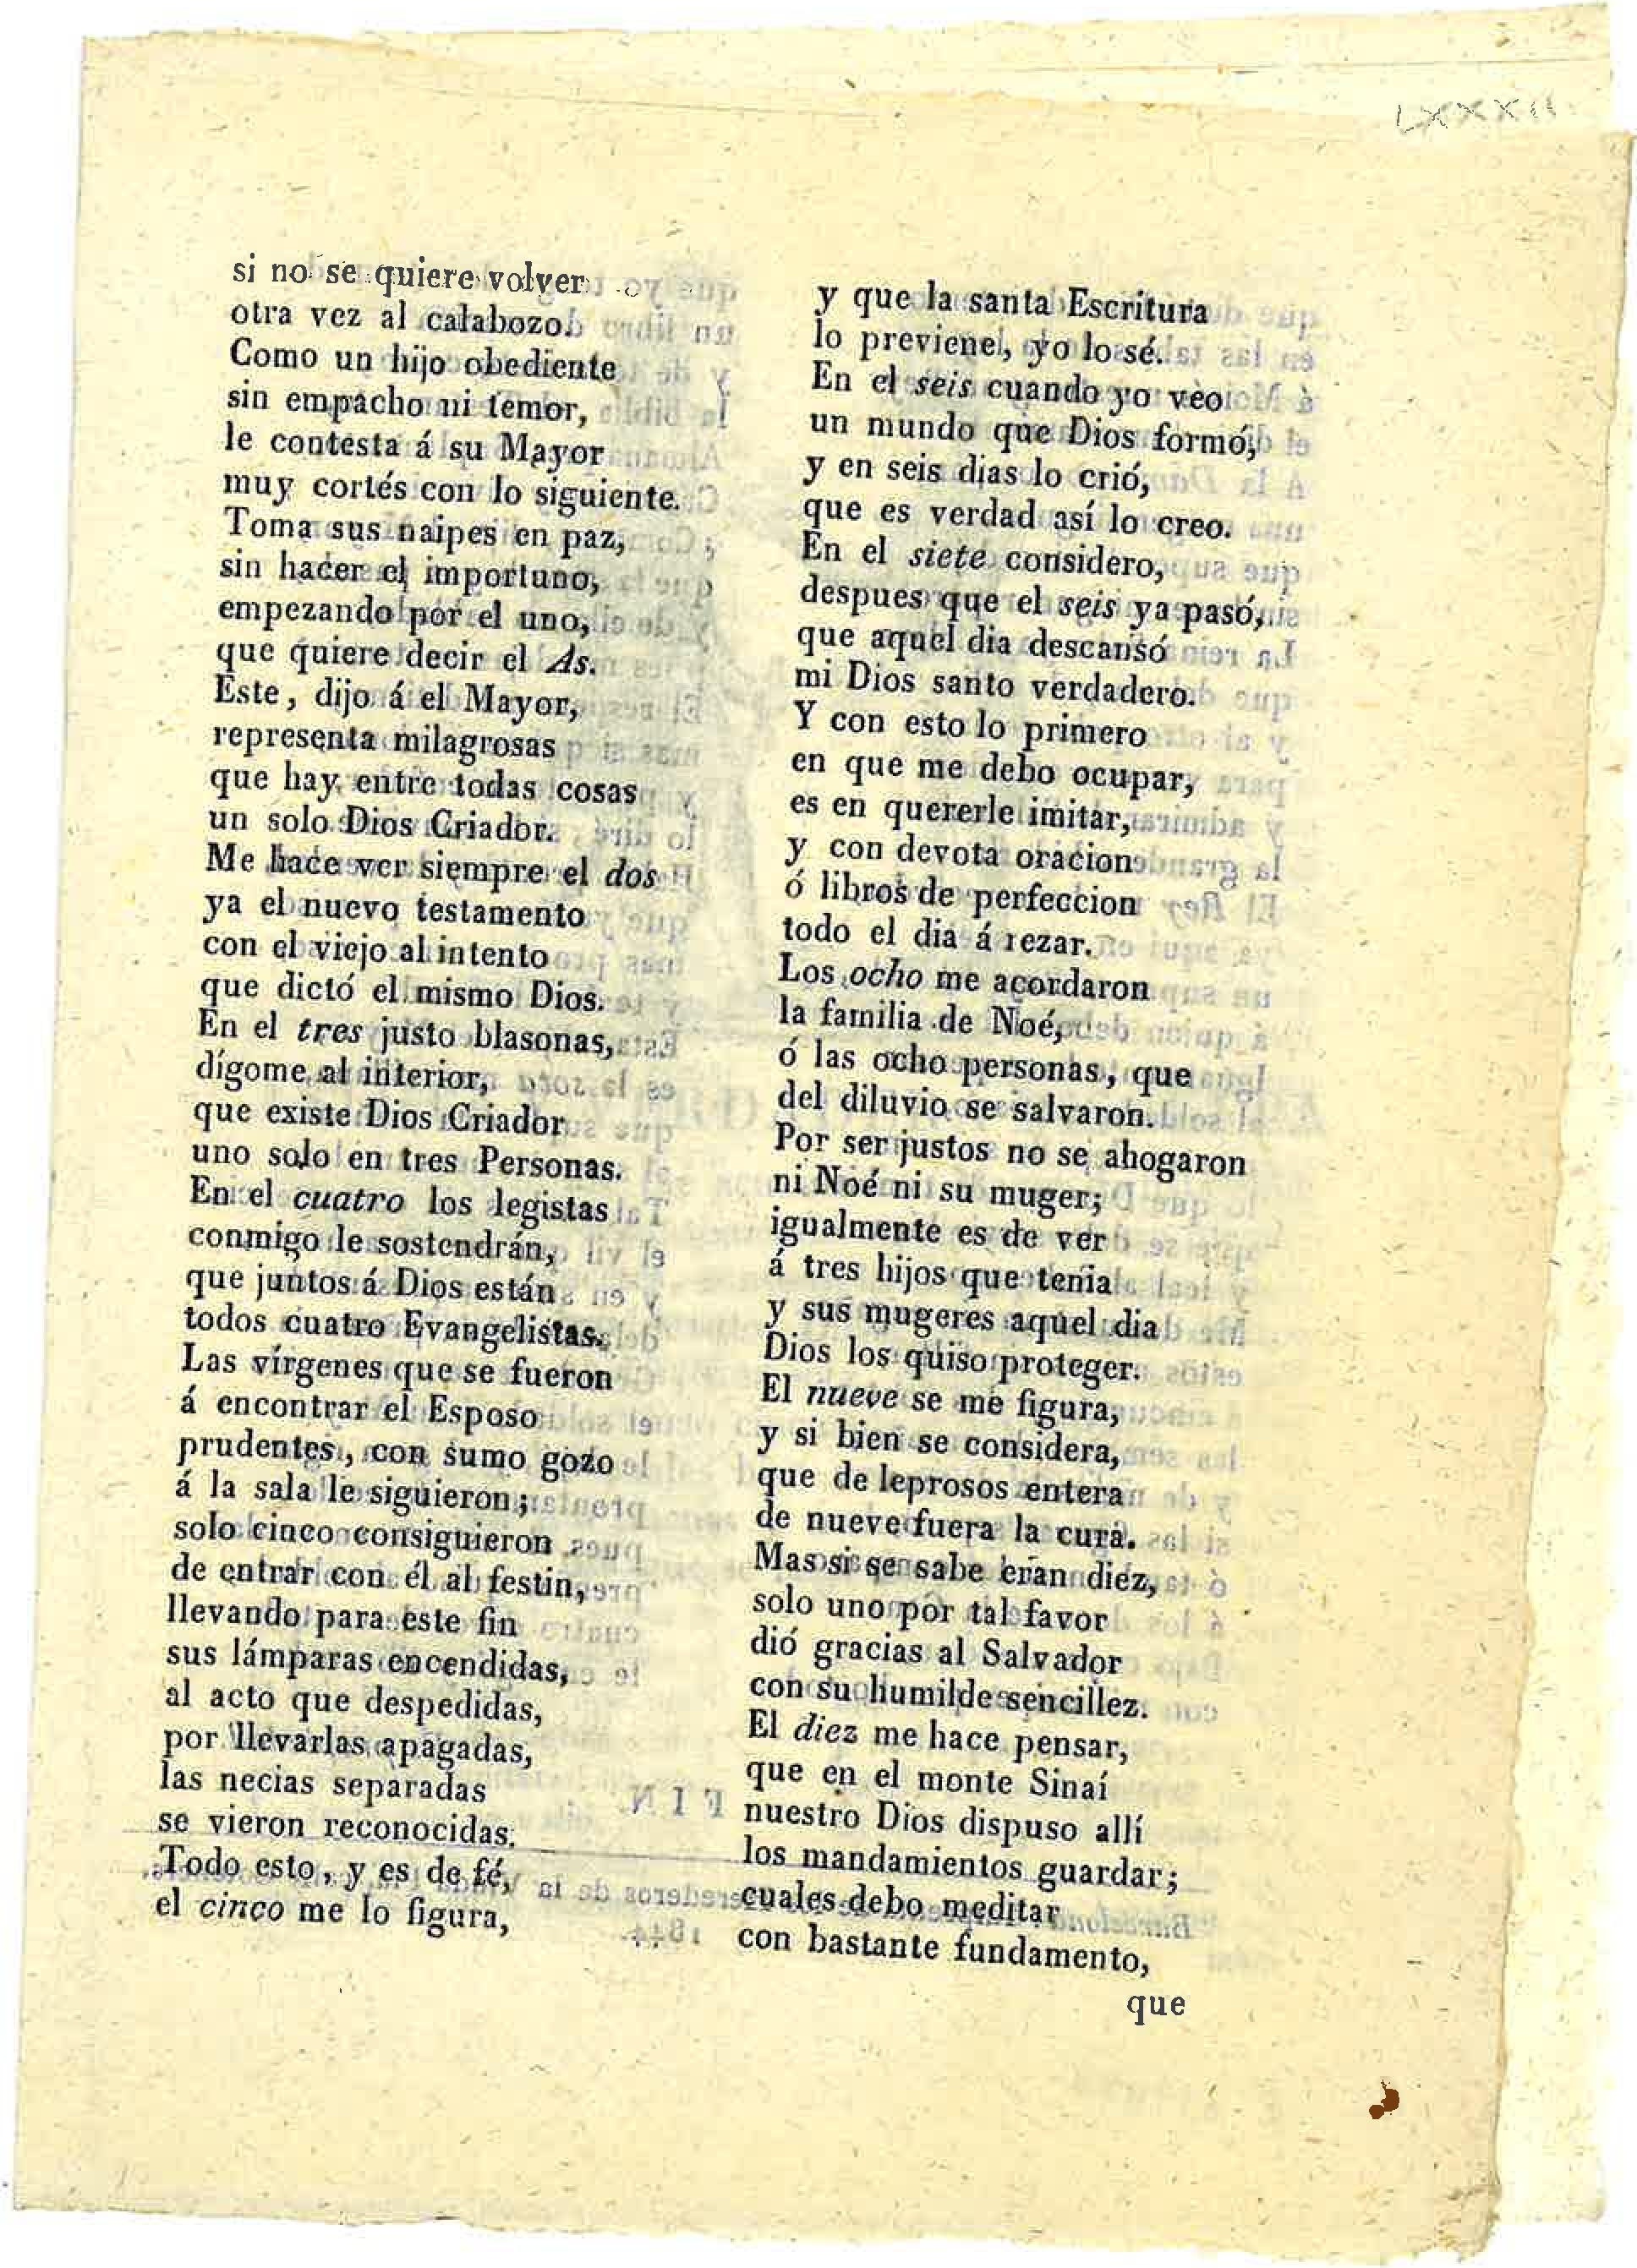 LXXXII
si no se quiere volver
otra vez al calabozo.
Como un hijo obediente
sin empacho ni temor,
le contesta á su Mayor
muy cortés con lo siguiente.
Toma sus naipes en paz,
sin hacer el importuno,
empezando por el uno,
que quiere decir el As.
Este, dijo á el Mayor,
representa milagrosas
que hay entre todas cosas
un solo Dios Criador.
Me hace ver siempre el dos
ya el nuevo testamento
con el viejo al intento
que dictó el mismo Dios.
En el tres justo blasonas,
dígome al interior,
que existe Dios Criador
uno solo en tres Personas.
En el cuatro los legistas
conmigo le sostendrán,
que juntos á Dios están
todos cuatro Evangelistas.
Las vírgenes que se fueron
á encontrar el Esposo
prudentes, con sumo gozo
á la sala le siguieron;
solo cinco consiguieron
de entrar con él al festin,
llevando para este fin
sus lámparas encendidas,
al acto que despedidas,
por llevarlas apagadas,
las necias separadas
se vieron reconocidas.
Todo esto, y es de fé,
el cinco me lo figura,
y que la santa Escritura
lo previene, yo lo sé.
En el seis cuando yo veo
un mundo que Dios formó,
y en seis dias lo crió,
que es verdad así lo creo.
En el siete considero,
despues que el seis ya pasó,
que aquel dia descansó
mi Dios santo verdadero.
Y con esto lo primero
en que me debo ocupar,
es en quererle imitar,
y con devota oracion
ó libros de perfeccion
todo el dia á rezar.
Los ocho me acordaron
la familia de Noé,
ó las ocho personas, que
del diluvio se salvaron.
Por ser justos no se ahogaron
ni Noé ni su muger;
igualmente es de ver
á tres hijos que tenia
y sus mugeres aquel dia
Dios los quiso proteger.
El nueve se me figura,
y si bien se considera,
que de leprosos entera
de nueve fuera la cura.
Mas si se sabe eran diez,
solo uno por tal favor
dió gracias al Salvador
con su humilde sencillez.
El diez me hace pensar,
que en el monte Sinaí
nuestro Dios dispuso allí
los mandamientos guardar;
cuales debo meditar
con bastante fundamento,
que